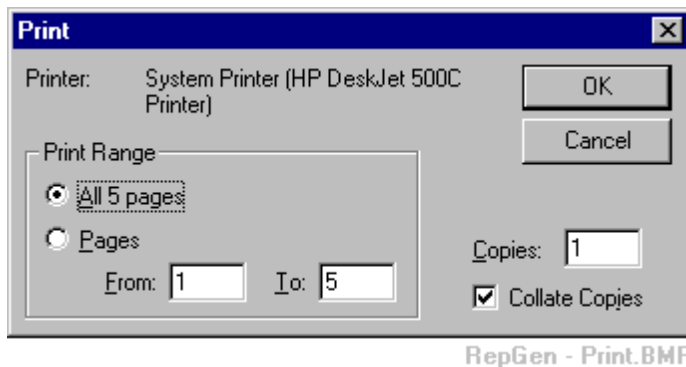 Print
Printer: System Printer (HP DeskJet 500C
Printer)
OK
Cancel
Print Range
All 5 pages
Pages
From: 1 To: 5
Copies: 1
Collate Copies
RepGen - Print.BMP